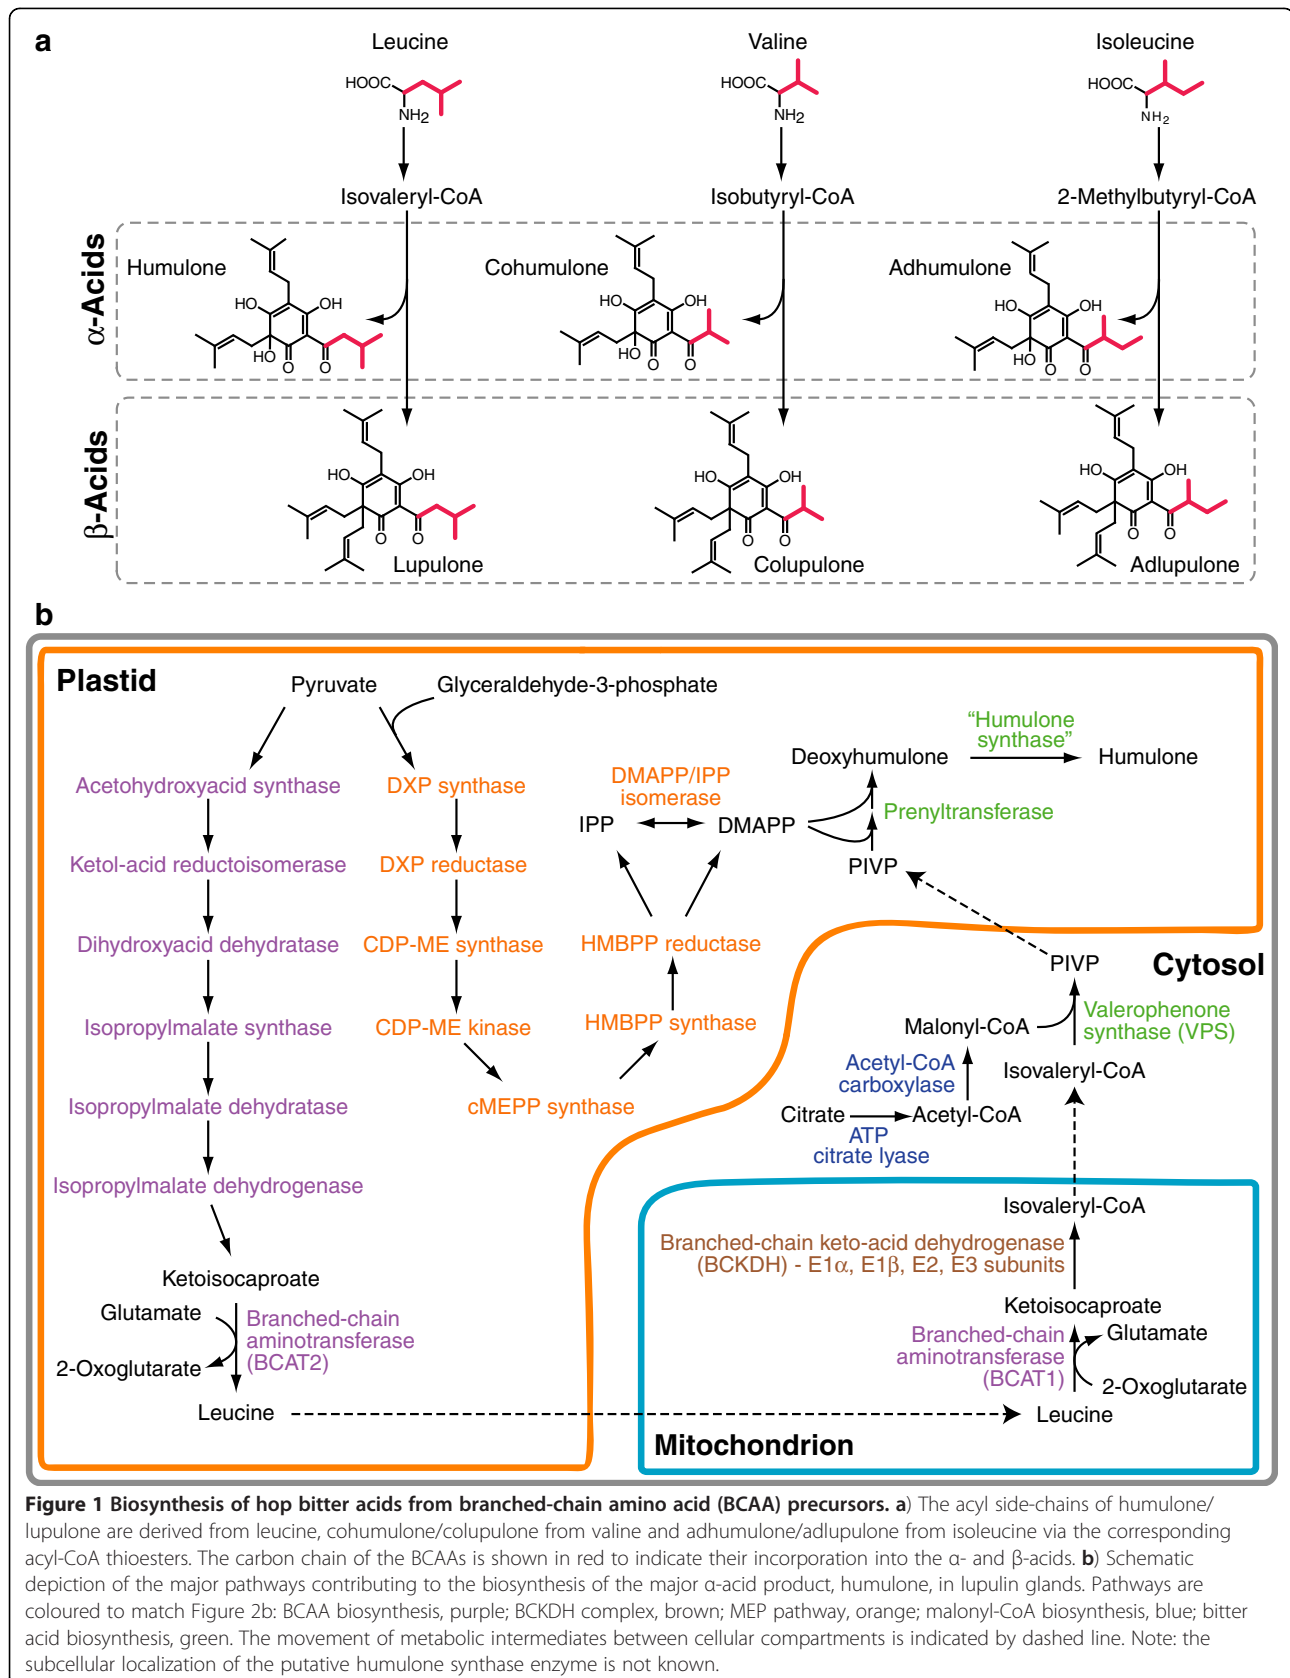 a
Leucine
Valine
Isoleucine
HOOC
NH2
HOOC
NH2
HOOC
NH2
Isovaleryl-CoA
Isobutyryl-CoA
2-Methylbutyryl-CoA
α-Acids
Humulone
HO
OH
HO
O
O
Cohumulone
HO
OH
HO
O
O
Adhumulone
HO
OH
HO
O
O
β-Acids
HO
OH
O
O
Lupulone
HO
OH
O
O
Colupulone
HO
OH
O
O
Adlupulone
b
Plastid
Pyruvate
Glyceraldehyde-3-phosphate
Acetohydroxyacid synthase
Ketol-acid reductoisomerase
Dihydroxyacid dehydratase
Isopropylmalate synthase
Isopropylmalate dehydratase
Isopropylmalate dehydrogenase
Ketoisocaproate
Glutamate
2-Oxoglutarate
Branched-chain
aminotransferase
(BCAT2)
Leucine
DXP synthase
DXP reductase
CDP-ME synthase
CDP-ME kinase
cMEPP synthase
HMBPP synthase
HMBPP reductase
IPP
DMAPP/IPP
isomerase
DMAPP
Deoxyhumulone
“Humulone
synthase”
Humulone
Prenyltransferase
PIVP
Cytosol
PIVP
Valerophenone
synthase (VPS)
Malonyl-CoA
Isovaleryl-CoA
Acetyl-CoA
carboxylase
Citrate
Acetyl-CoA
ATP
citrate lyase
Isovaleryl-CoA
Branched-chain keto-acid dehydrogenase
(BCKDH) - E1α, E1β, E2, E3 subunits
Ketoisocaproate
Glutamate
Branched-chain
aminotransferase
(BCAT1)
2-Oxoglutarate
Leucine
Mitochondrion
Figure 1 Biosynthesis of hop bitter acids from branched-chain amino acid (BCAA) precursors. a) The acyl side-chains of humulone/
lupulone are derived from leucine, cohumulone/colupulone from valine and adhumulone/adlupulone from isoleucine via the corresponding
acyl-CoA thioesters. The carbon chain of the BCAAs is shown in red to indicate their incorporation into the α- and β-acids. b) Schematic
depiction of the major pathways contributing to the biosynthesis of the major α-acid product, humulone, in lupulin glands. Pathways are
coloured to match Figure 2b: BCAA biosynthesis, purple; BCKDH complex, brown; MEP pathway, orange; malonyl-CoA biosynthesis, blue; bitter
acid biosynthesis, green. The movement of metabolic intermediates between cellular compartments is indicated by dashed line. Note: the
subcellular localization of the putative humulone synthase enzyme is not known.